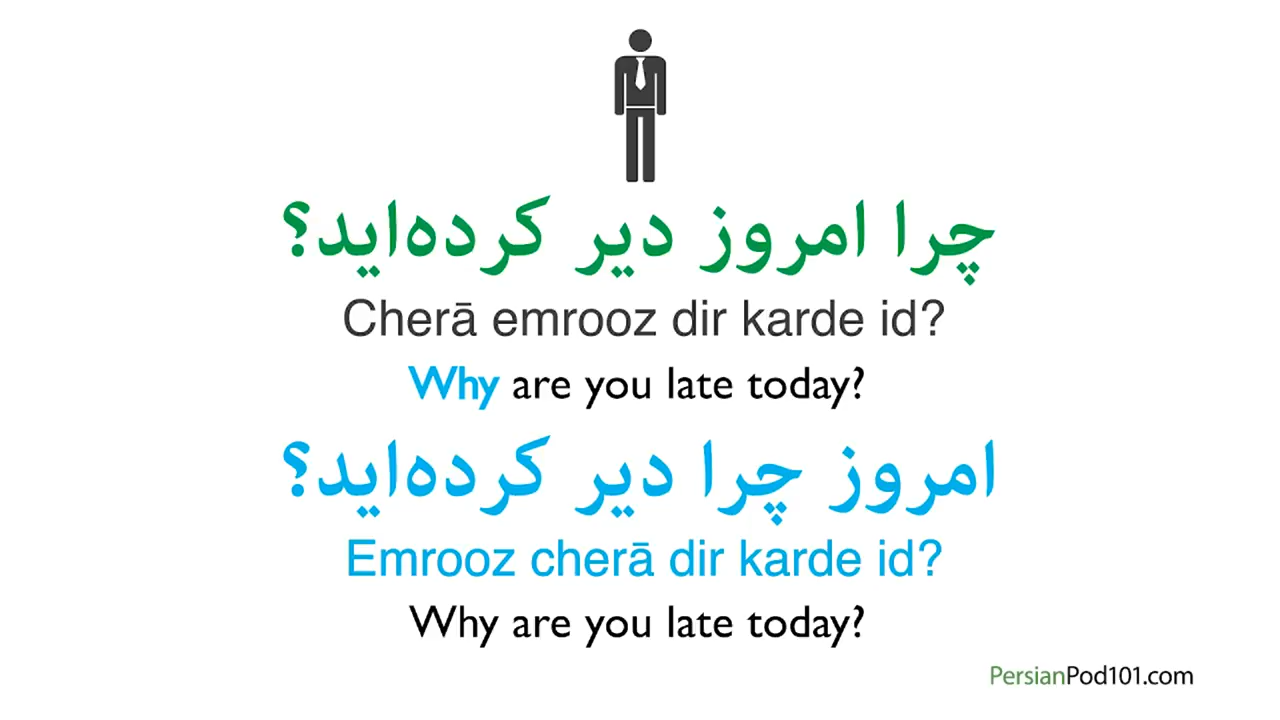 چرا امروز دیر کرده‌اید؟
Cherā emrooz dir karde id?
Why are you late today?
امروز چرا دیر کرده‌اید؟
Emrooz cherā dir karde id?
Why are you late today?
PersianPod101.com